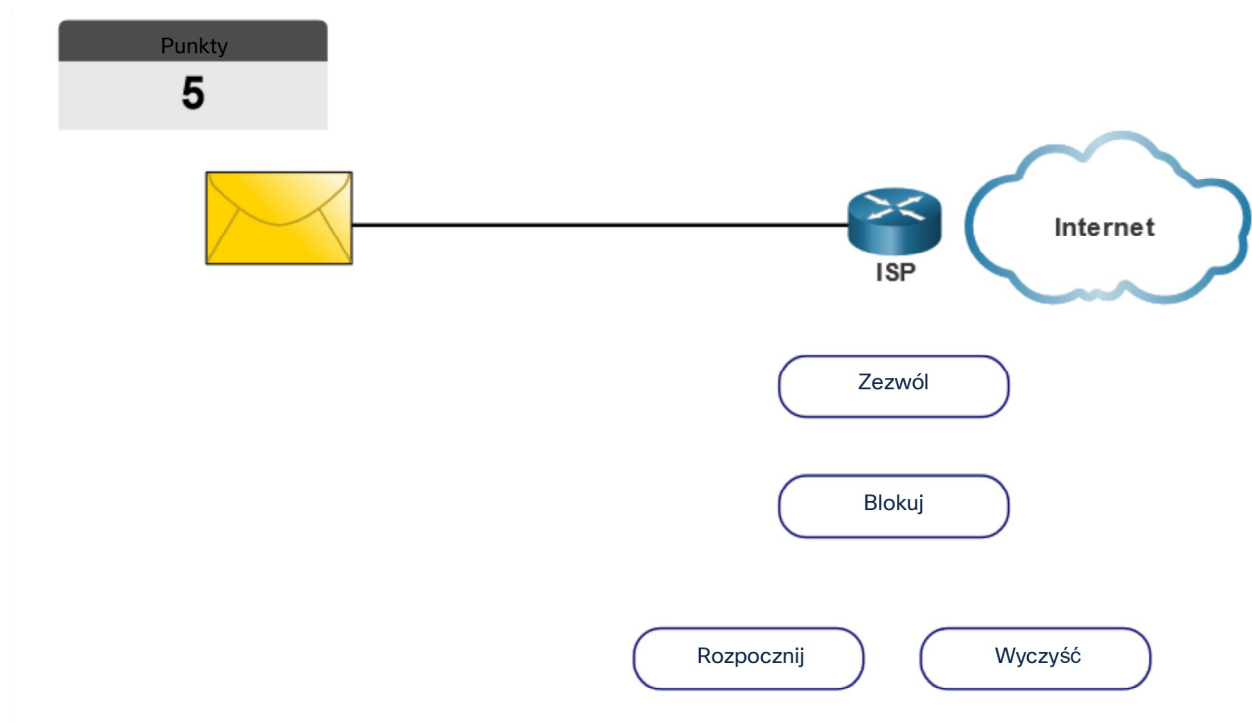 Punkty
5
Internet
ISP
Zezwól
Blokuj
Rozpocznij
Wyczyść